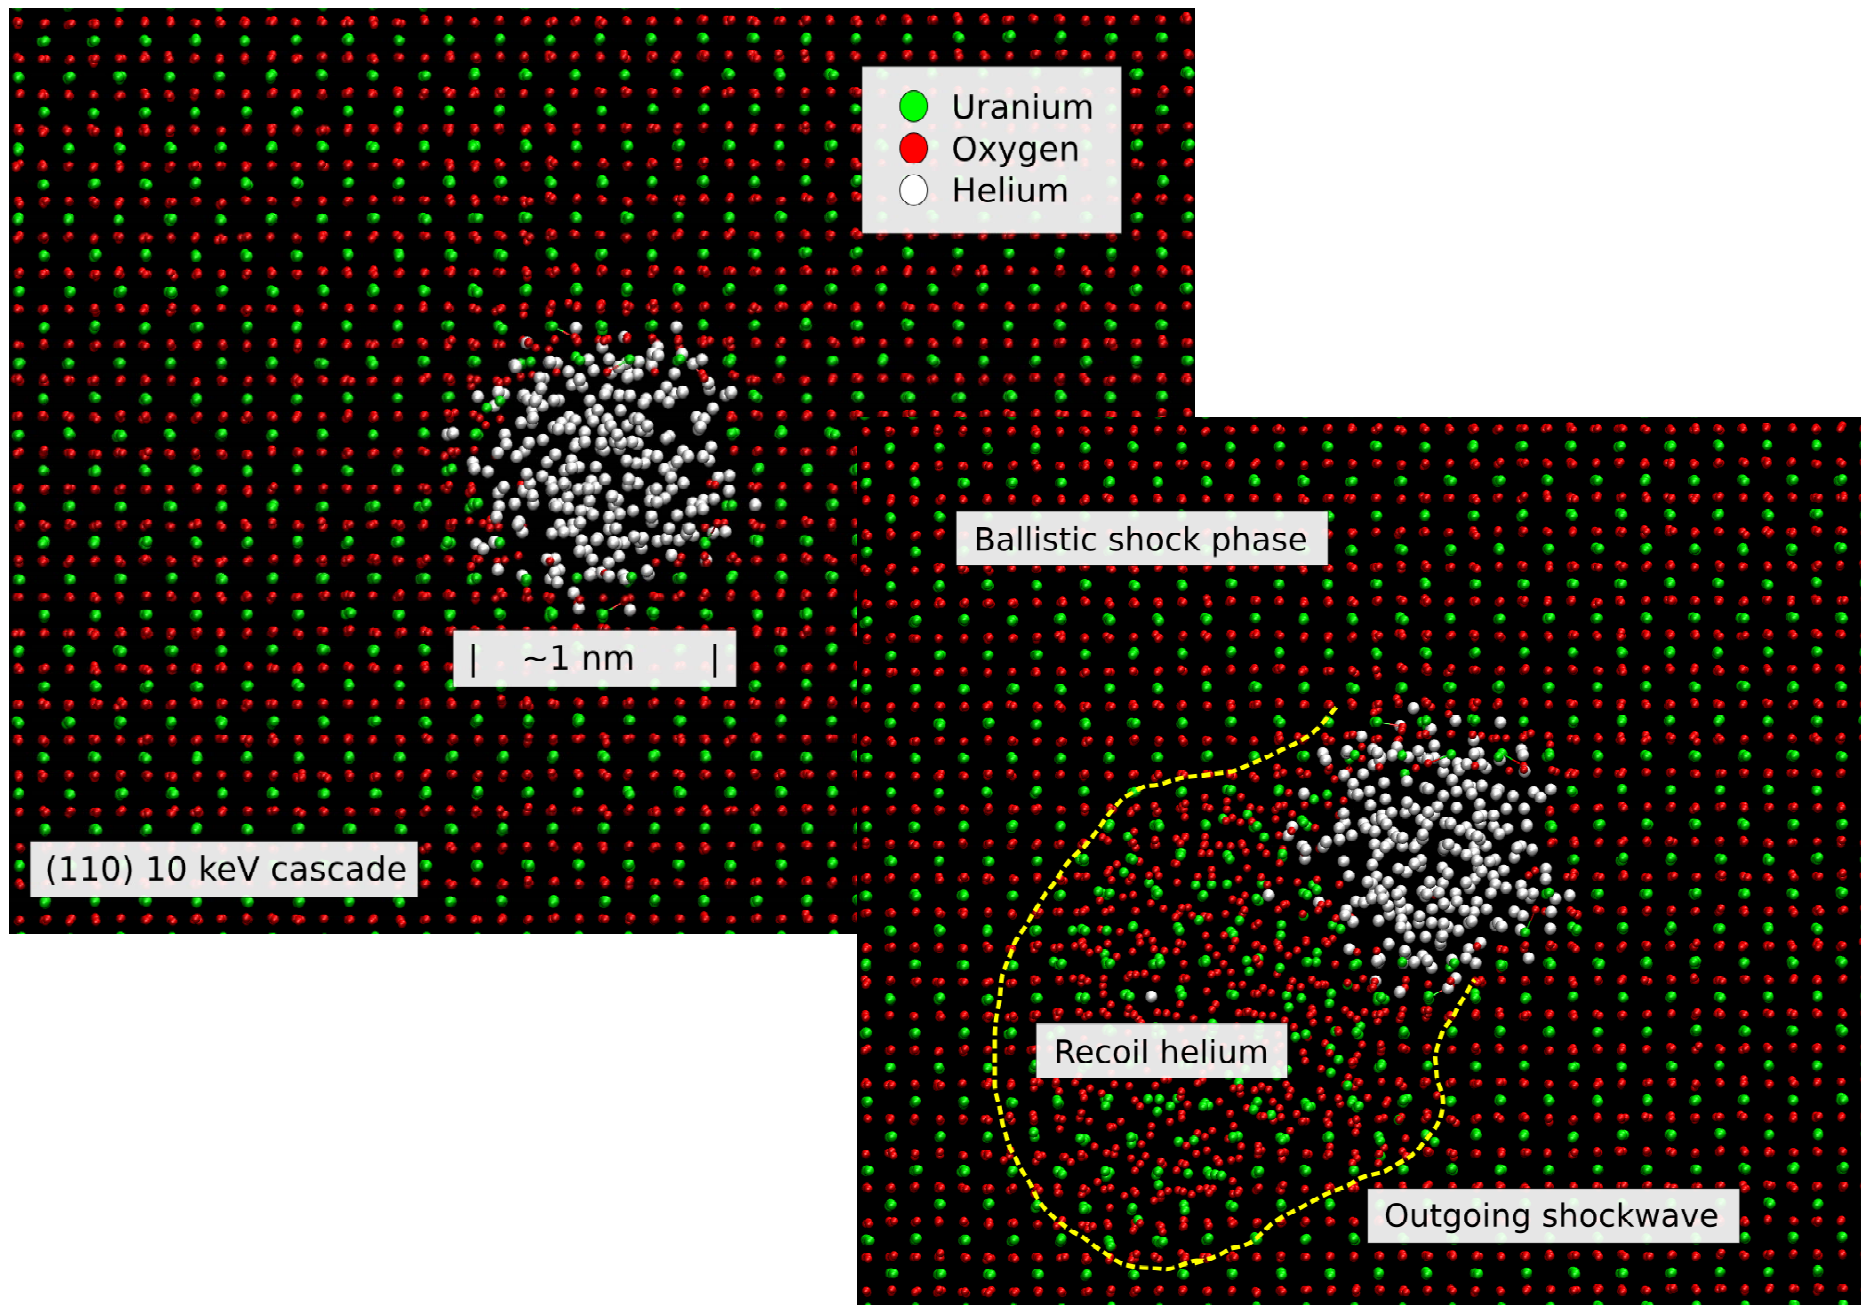 Uranium
Oxygen
Helium
| ~1 nm |
(110) 10 keV cascade
Ballistic shock phase
Recoil helium
Outgoing shockwave